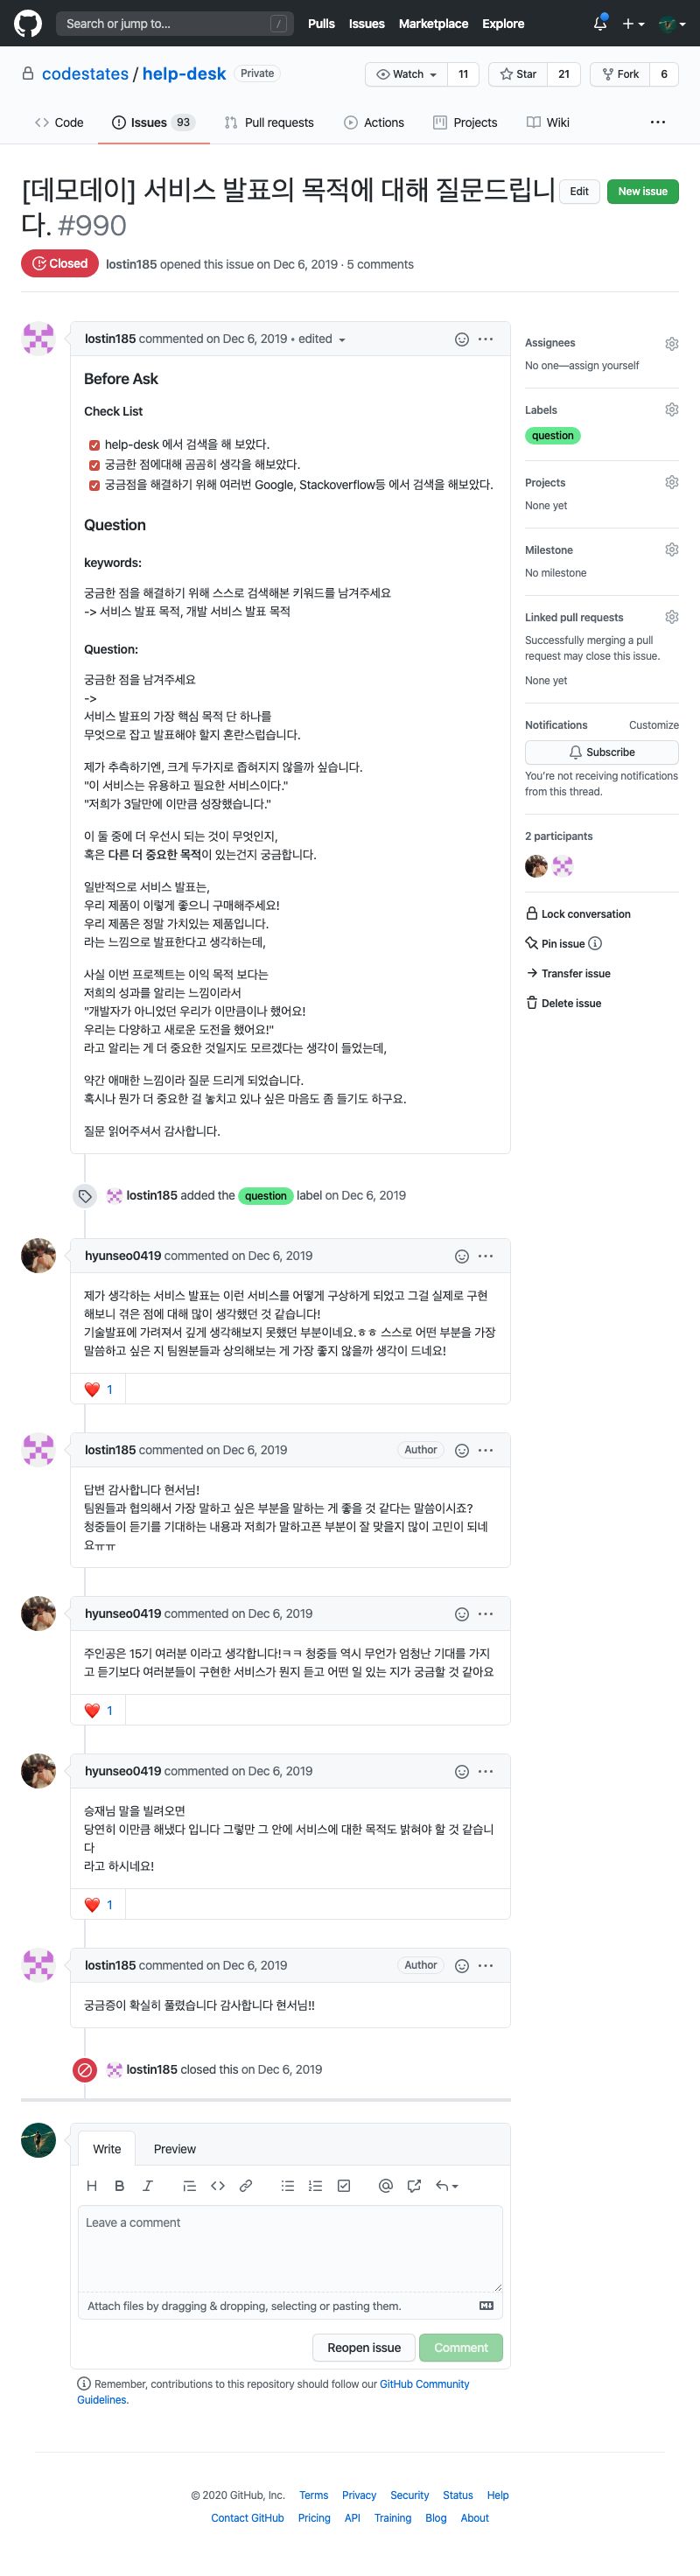 Search or jump to...
/
Pulls Issues Marketplace Explore
codestates / help-desk Private
Watch 11 Star 21 Fork 6
Code Issues 93 Pull requests Actions Projects Wiki
[데모데이] 서비스 발표의 목적에 대해 질문드립니
다. #990
Edit New issue
Closed lostin185 opened this issue on Dec 6, 2019 · 5 comments
lostin185 commented on Dec 6, 2019 • edited
Before Ask
Check List
help-desk 에서 검색을 해 보았다.
궁금한 점에대해 곰곰히 생각을 해보았다.
궁금점을 해결하기 위해 여러번 Google, Stackoverflow등 에서 검색을 해보았다.
Question
keywords:
궁금한 점을 해결하기 위해 스스로 검색해본 키워드를 남겨주세요
-> 서비스 발표 목적, 개발 서비스 발표 목적
Question:
궁금한 점을 남겨주세요
->
서비스 발표의 가장 핵심 목적 단 하나를
무엇으로 잡고 발표해야 할지 혼란스럽습니다.
제가 추측하기엔, 크게 두가지로 좁혀지지 않을까 싶습니다.
"이 서비스는 유용하고 필요한 서비스이다."
"저희가 3달만에 이만큼 성장했습니다."
이 둘 중에 더 우선시 되는 것이 무엇인지,
혹은 다른 더 중요한 목적이 있는건지 궁금합니다.
일반적으로 서비스 발표는,
우리 제품이 이렇게 좋으니 구매해주세요!
우리 제품은 정말 가치있는 제품입니다.
라는 느낌으로 발표한다고 생각하는데,
사실 이번 프로젝트는 이익 목적 보다는
저희의 성과를 알리는 느낌이라서
"개발자가 아니었던 우리가 이만큼이나 했어요!
우리는 다양하고 새로운 도전을 했어요!"
라고 알리는 게 더 중요한 것일지도 모르겠다는 생각이 들었는데,
약간 애매한 느낌이라 질문 드리게 되었습니다.
혹시나 뭔가 더 중요한 걸 놓치고 있나 싶은 마음도 좀 들기도 하구요.
질문 읽어주셔서 감사합니다.
Assignees
No one—assign yourself
Labels
question
Projects
None yet
Milestone
No milestone
Linked pull requests
Successfully merging a pull
request may close this issue.
None yet
Notifications Customize
Subscribe
You're not receiving notifications
from this thread.
2 participants
Lock conversation
Pin issue
Transfer issue
Delete issue
lostin185 added the question label on Dec 6, 2019
hyunseo0419 commented on Dec 6, 2019
제가 생각하는 서비스 발표는 이런 서비스를 어떻게 구상하게 되었고 그걸 실제로 구현
해보니 겪은 점에 대해 많이 생각했던 것 같습니다!
기술발표에 가려져서 깊게 생각해보지 못했던 부분이네요.ㅎㅎ 스스로 어떤 부분을 가장
말씀하고 싶은 지 팀원분들과 상의해보는 게 가장 좋지 않을까 생각이 드네요!
1
lostin185 commented on Dec 6, 2019 Author
답변 감사합니다 현서님!
팀원들과 협의해서 가장 말하고 싶은 부분을 말하는 게 좋을 것 같다는 말씀이시죠?
청중들이 듣기를 기대하는 내용과 저희가 말하고픈 부분이 잘 맞을지 많이 고민이 되네
요ㅠㅠ
hyunseo0419 commented on Dec 6, 2019
주인공은 15기 여러분 이라고 생각합니다!ㅋㅋ 청중들 역시 무언가 엄청난 기대를 가지
고 듣기보다 여러분들이 구현한 서비스가 뭔지 듣고 어떤 일 있는 지가 궁금할 것 같아요
1
hyunseo0419 commented on Dec 6, 2019
승재님 말을 빌려오면
당연히 이만큼 해냈다 입니다 그렇만 그 안에 서비스에 대한 목적도 밝혀야 할 것 같습니
다
라고 하시네요!
1
lostin185 commented on Dec 6, 2019 Author
궁금증이 확실히 풀렸습니다 감사합니다 현서님!!
lostin185 closed this on Dec 6, 2019
Write Preview
H B I
Leave a comment
Attach files by dragging & dropping, selecting or pasting them.
Reopen issue Comment
Remember, contributions to this repository should follow our GitHub Community
Guidelines.
© 2020 GitHub, Inc. Terms Privacy Security Status Help
Contact GitHub Pricing API Training Blog About